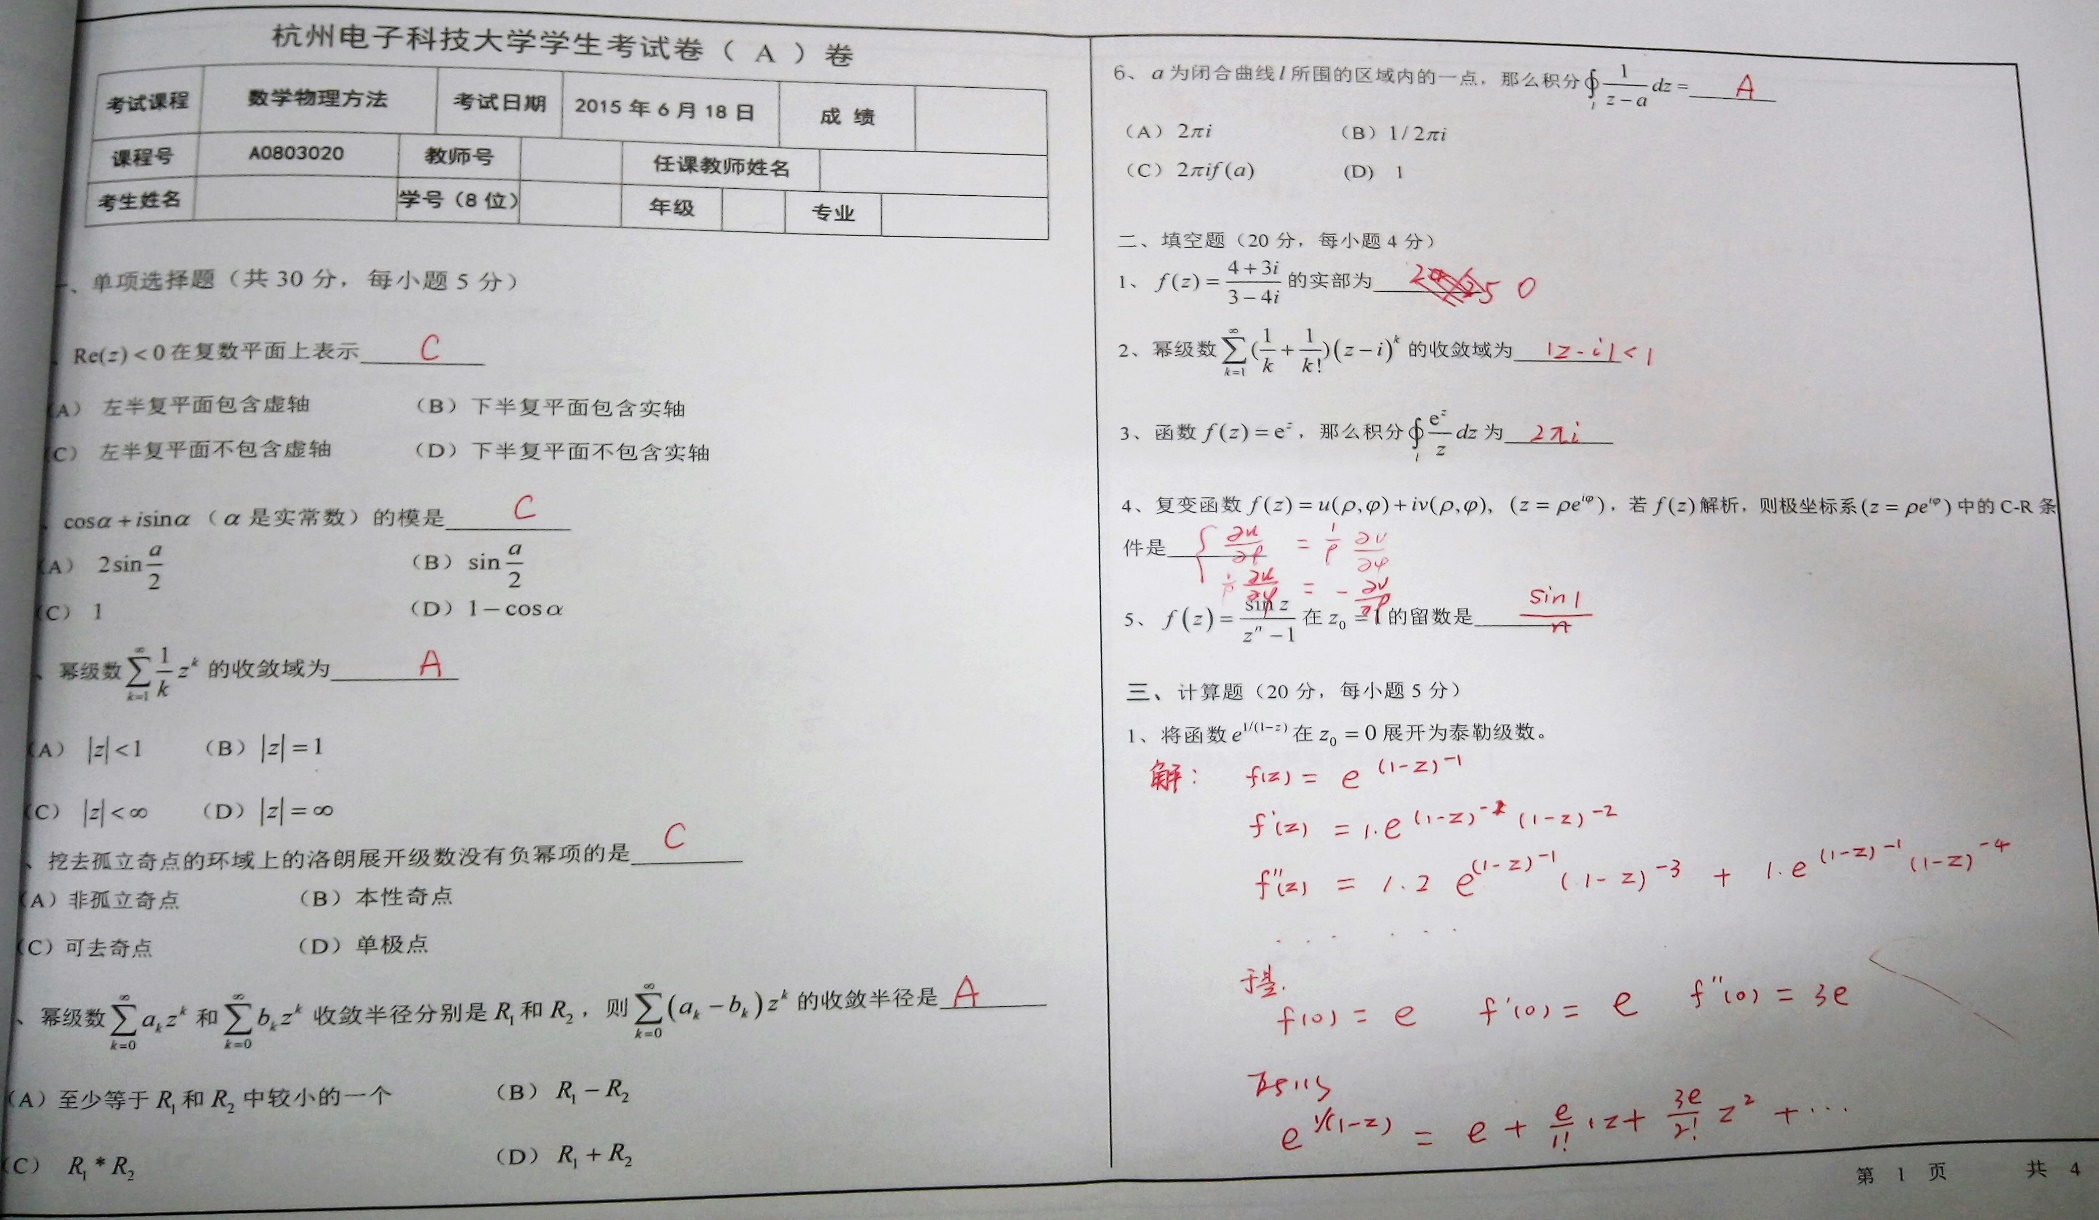 杭州电子科技大学学生考试卷（ A ）卷
考试课程 数学物理方法 考试日期 2015 年 6 月 18 日 成 绩
课程号 A0803020 教师号 任课教师姓名
考生姓名 学号（8 位） 年级 专业
、单项选择题（共 30 分，每小题 5 分）
、Re(z)<0在复数平面上表示 C
（A） 左半复平面包含虚轴 （B）下半复平面包含实轴
（C） 左半复平面不包含虚轴 （D）下半复平面不包含实轴
、cosα+isinα（α是实常数）的模是 C
（A） 2sin a/2 （B）sin a/2
（C） 1 （D）1−cosα
、幂级数 ∑_{k=1}^{∞} 1/k z^k 的收敛域为 A
（A） |z|<1 （B）|z|=1
（C） |z|<∞ （D）|z|=∞
、挖去孤立奇点的环域上的洛朗展开级数没有负幂项的是 C
（A）非孤立奇点 （B）本性奇点
（C）可去奇点 （D）单极点
、幂级数 ∑_{k=0}^{∞} a_k z^k 和 ∑_{k=0}^{∞} b_k z^k 收敛半径分别是 R₁ 和 R₂，则 ∑_{k=0}^{∞} (a_k − b_k) z^k 的收敛半径是 A
（A）至少等于 R₁ 和 R₂ 中较小的一个 （B） R₁ − R₂
（C） R₁ * R₂ （D） R₁ + R₂
6、a为闭合曲线l所围的区域内的一点，那么积分 ∮_l 1/(z−a) dz = A
（A）2πi （B）1/2πi
（C）2πif(a) （D） 1
二、填空题（20 分，每小题 4 分）
1、f(z) = (4+3i)/(3−4i) 的实部为 0
2、幂级数 ∑_{k=1}^{∞} (1/k + 1/k!)(z−i)^k 的收敛域为 |z-i|<1
3、函数 f(z)=e^z，那么积分 ∮_l e^z/z dz 为 2πi
4、复变函数 f(z)=u(ρ,φ)+iv(ρ,φ),（z=ρe^{iφ}），若 f(z)解析，则极坐标系(z=ρe^{iφ})中的 C-R 条
件是 { ∂u/∂ρ = 1/ρ ∂v/∂φ
1/ρ ∂u/∂φ = - ∂v/∂ρ
5、f(z) = sin z/(z^n −1) 在 z₀ =1 的留数是 sin1/n
三、计算题（20 分，每小题 5 分）
1、将函数 e^{1/(1−z)} 在 z₀ = 0 展开为泰勒级数。
解： f(z) = e^{(1-z)^{-1}}
f'(z) = 1·e^{(1-z)^{-1}} (1-z)^{-2}
f''(z) = 1·2 e^{(1-z)^{-1}} (1-z)^{-3} + 1·e^{(1-z)^{-1}} (1-z)^{-4}
· · · · · ·
于是
f(0) = e f'(0) = e f''(0) = 3e
所以
e^{1/(1-z)} = e + e/1! · z + 3e/2! z² + ···
第 1 页 共 4